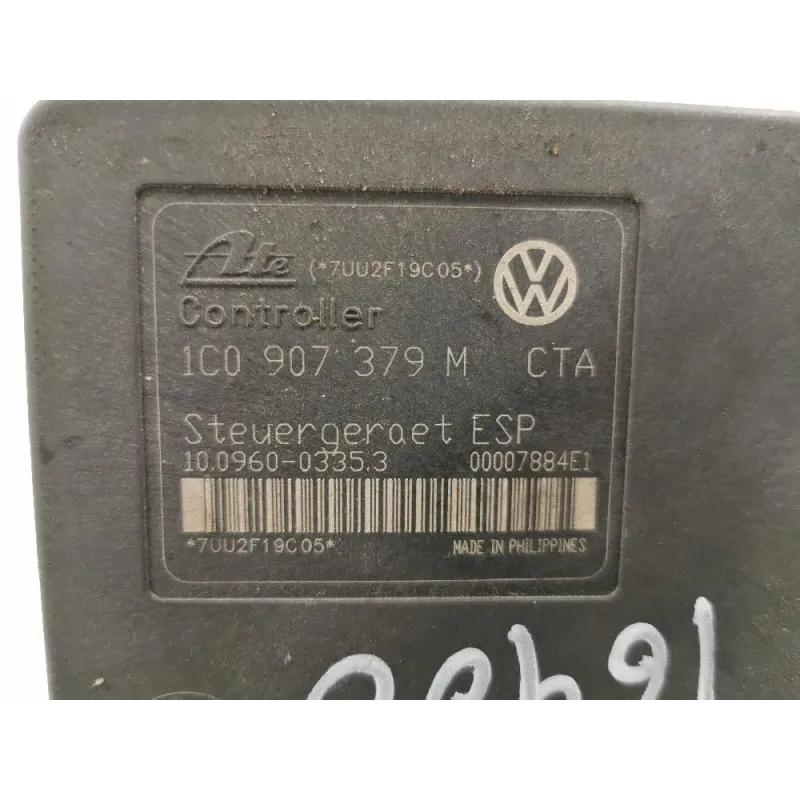 Ate (*7UU2F19C05*)
Controller
1C0 907 379 M CTA
Steuergeraet ESP
10.0960-0335.3 00007884E1
*7UU2F19C05* MADE IN PHILIPPINES